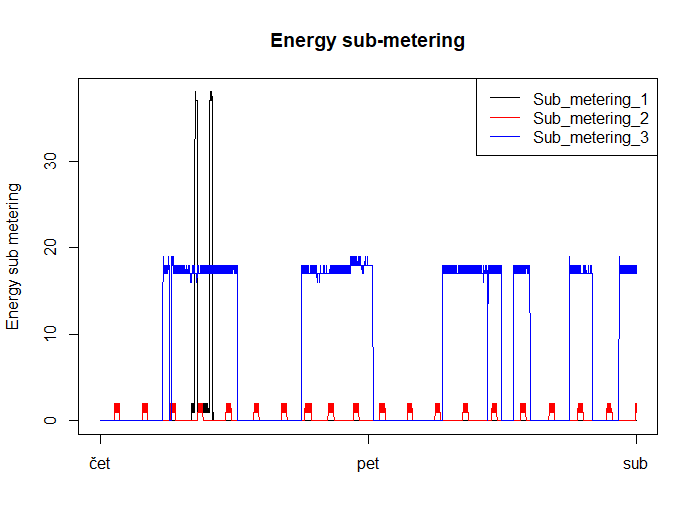 Energy sub-metering
Sub_metering_1
Sub_metering_2
Sub_metering_3
Energy sub metering
30
20
10
0
čet
pet
sub